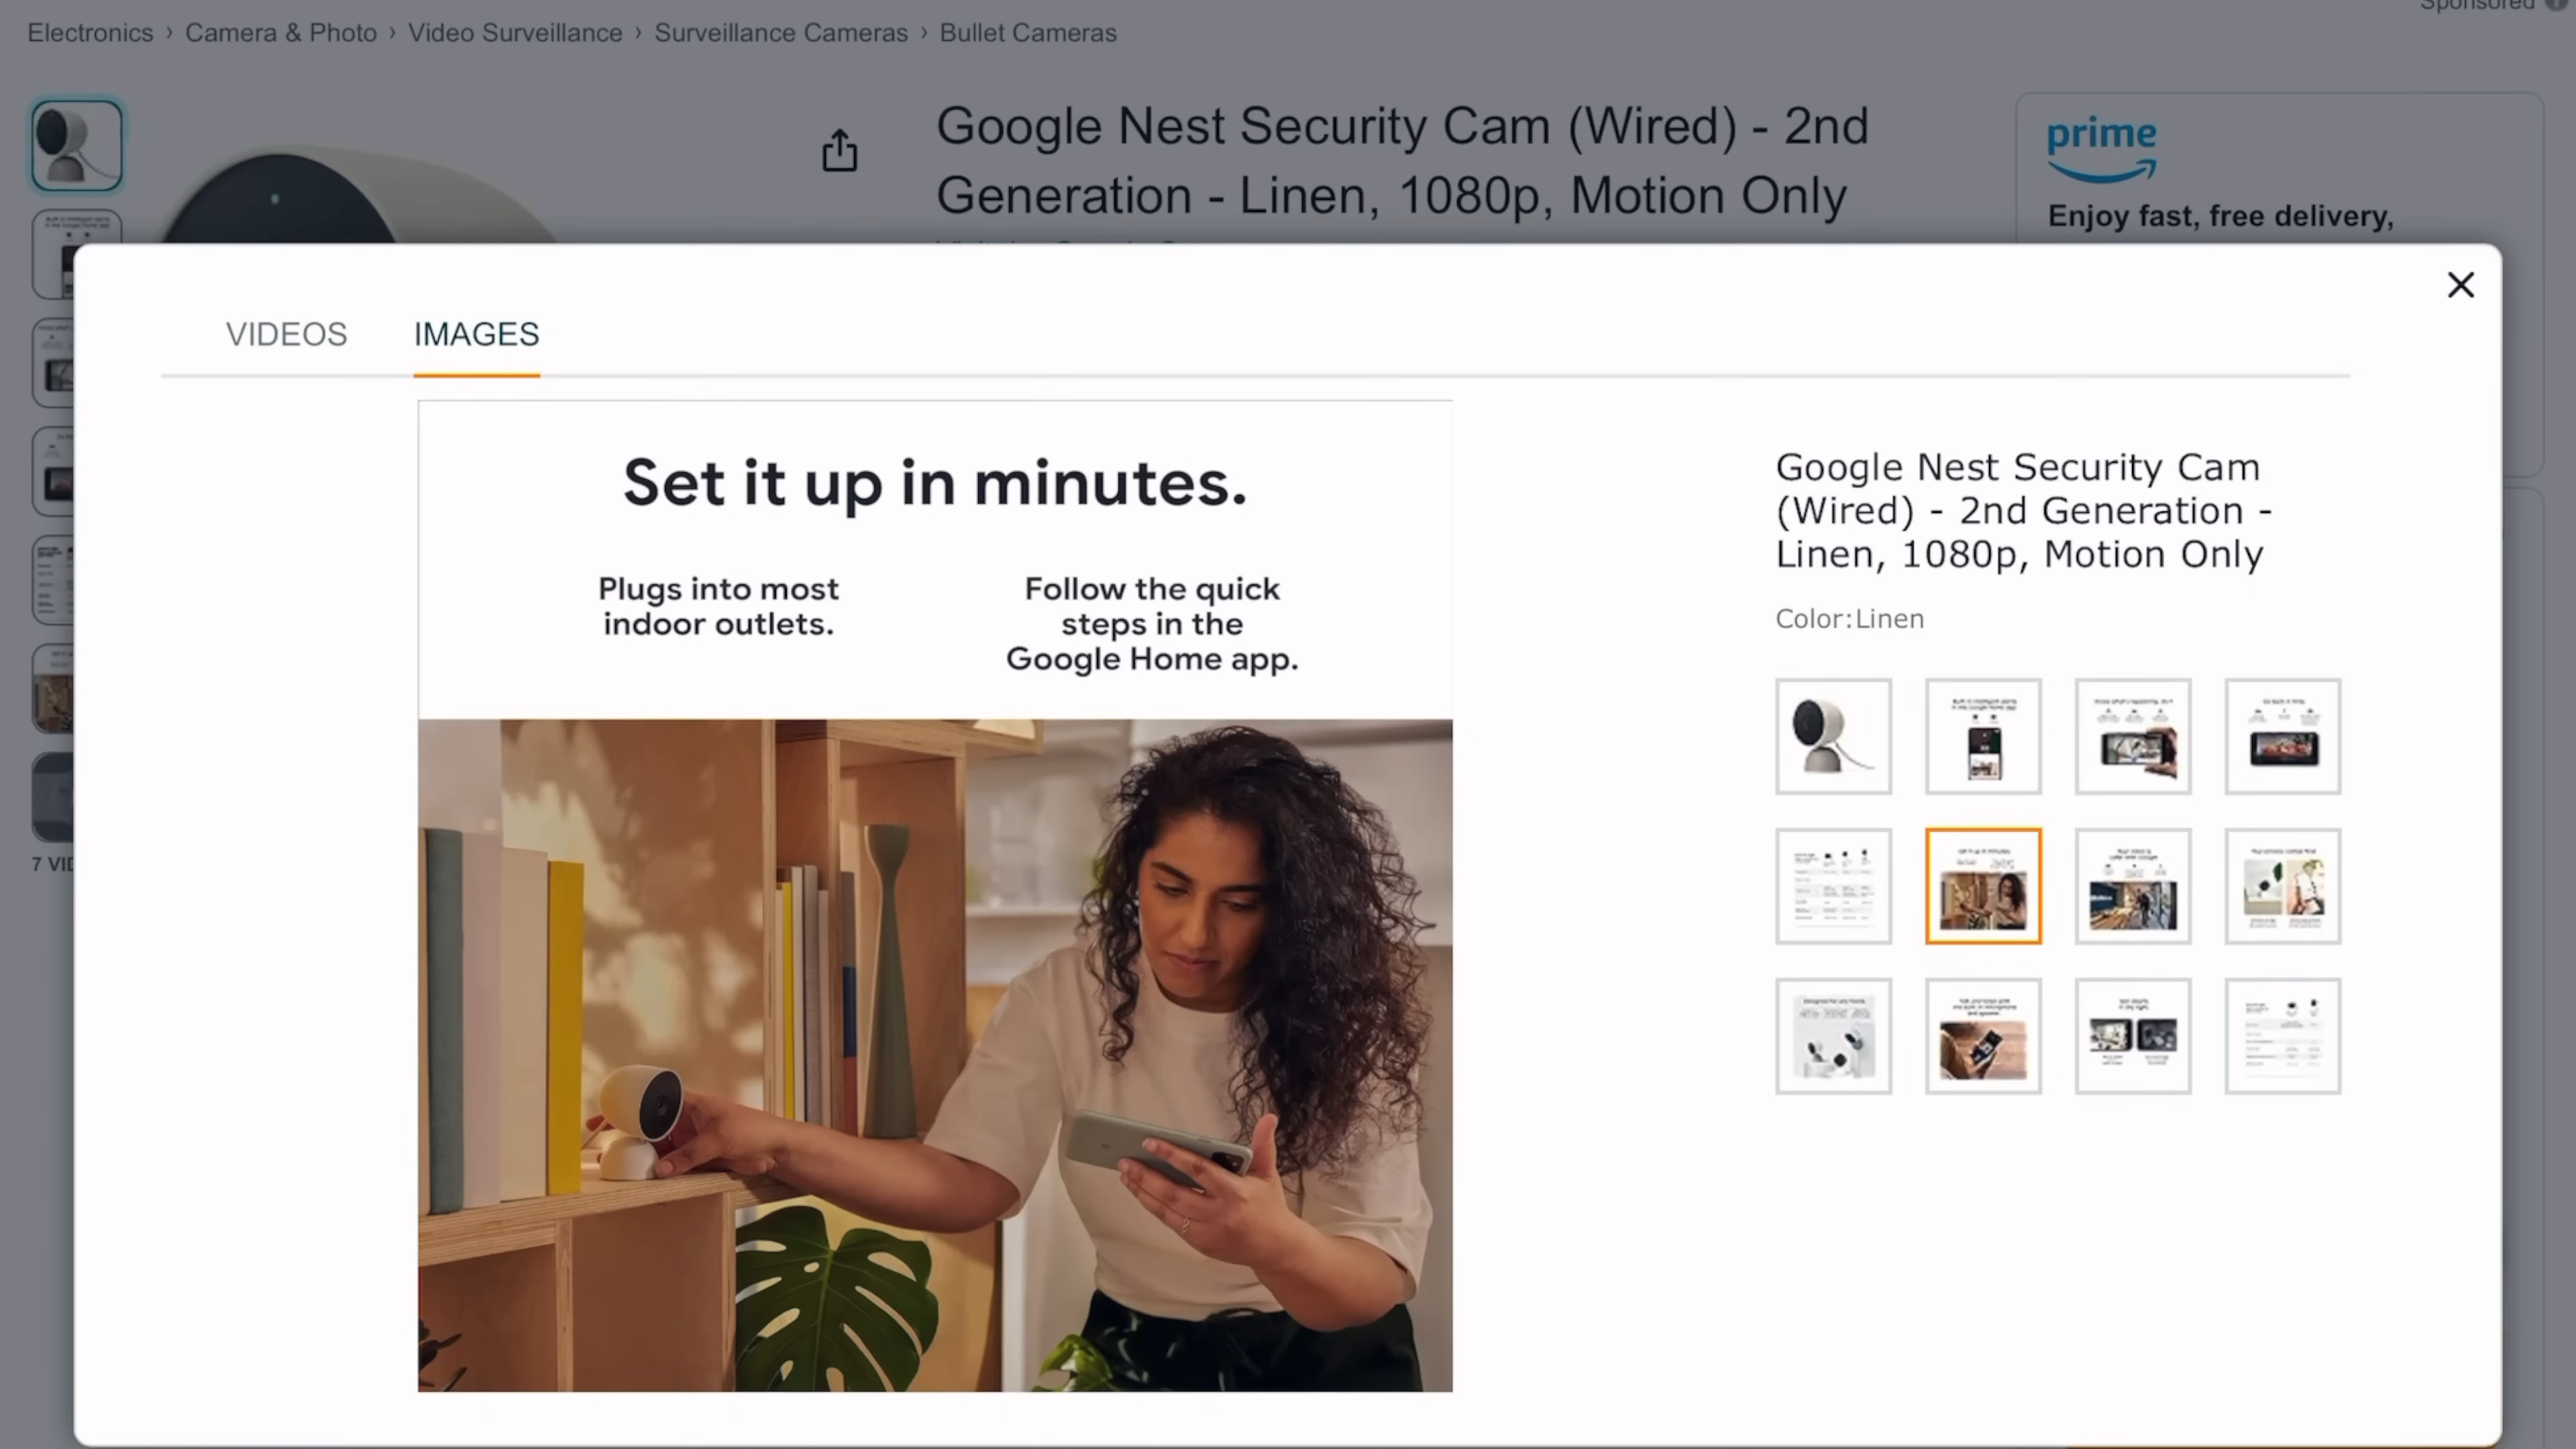 Sponsored
Electronics › Camera & Photo › Video Surveillance › Surveillance Cameras › Bullet Cameras
Google Nest Security Cam (Wired) - 2nd
Generation - Linen, 1080p, Motion Only
prime
Enjoy fast, free delivery,
VIDEOS
IMAGES
Set it up in minutes.
Plugs into most
indoor outlets.
Follow the quick
steps in the
Google Home app.
Google Nest Security Cam
(Wired) - 2nd Generation -
Linen, 1080p, Motion Only
Color:Linen
7 VID